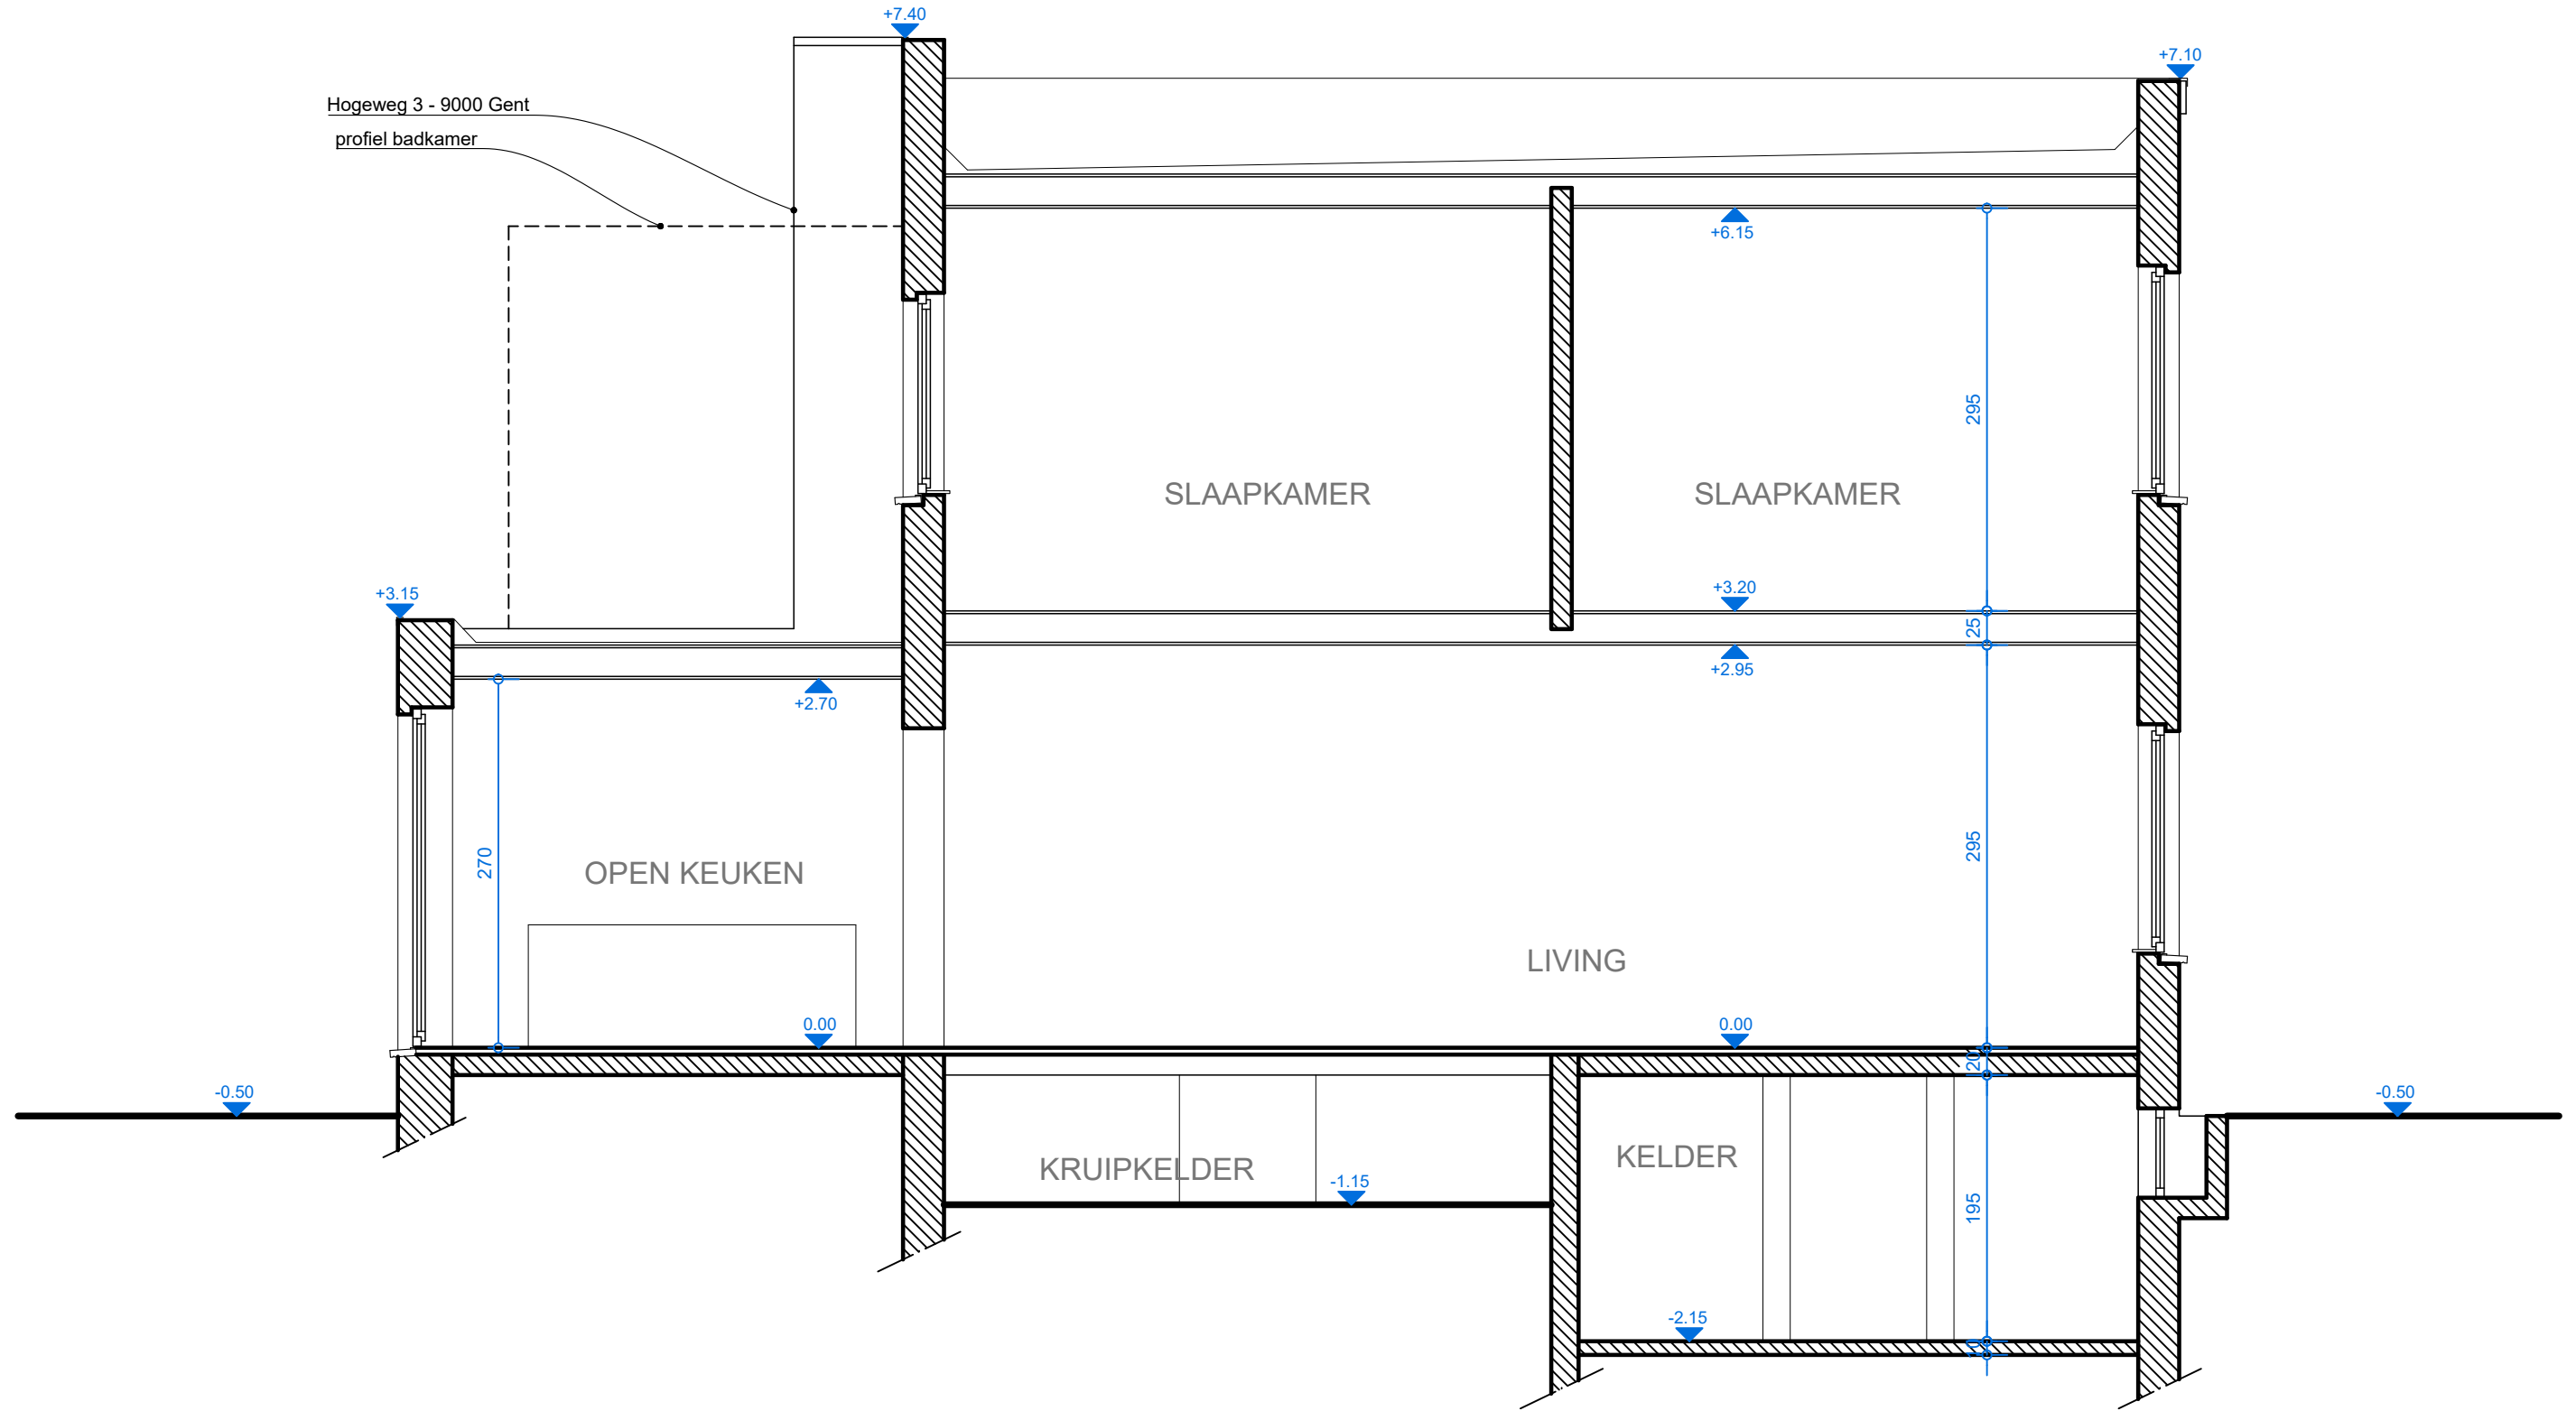 +7.40
+7.10
Hogeweg 3 - 9000 Gent
profiel badkamer
+6.15
295
SLAAPKAMER
SLAAPKAMER
+3.20
+3.15
25
+2.95
+2.70
295
270
OPEN KEUKEN
LIVING
0.00
0.00
20
-0.50
-0.50
KELDER
KRUIPKELDER
-1.15
195
-2.15
10